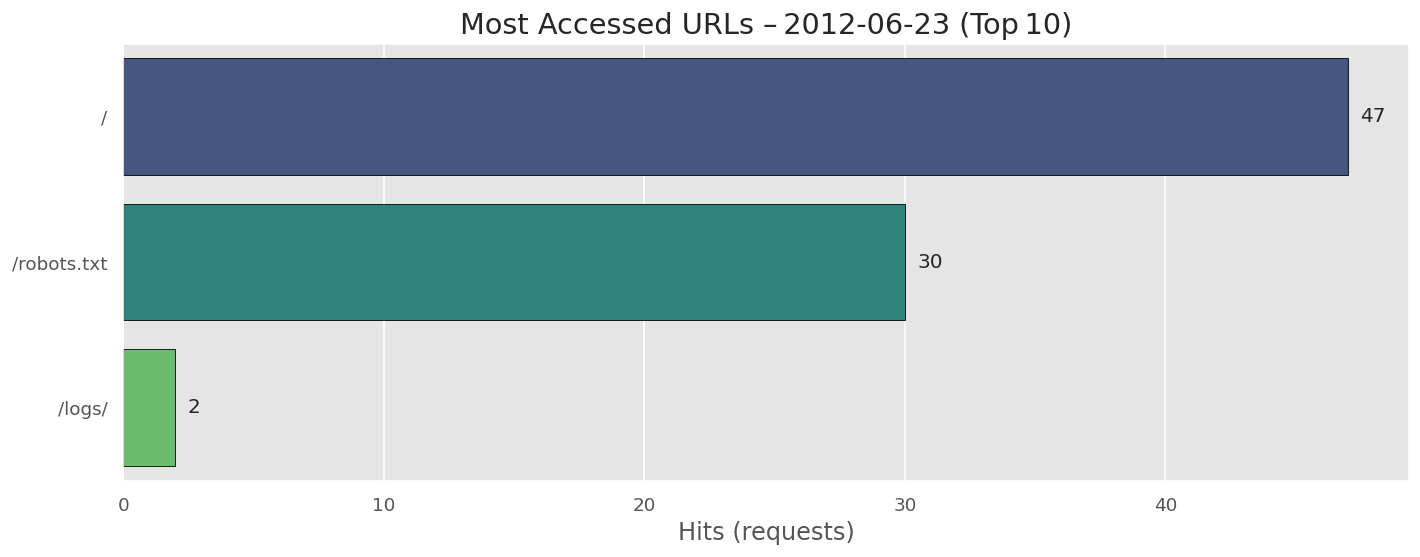 Most Accessed URLs – 2012-06-23 (Top 10)
/
47
/robots.txt
30
/logs/
2
0 10 20 30 40
Hits (requests)